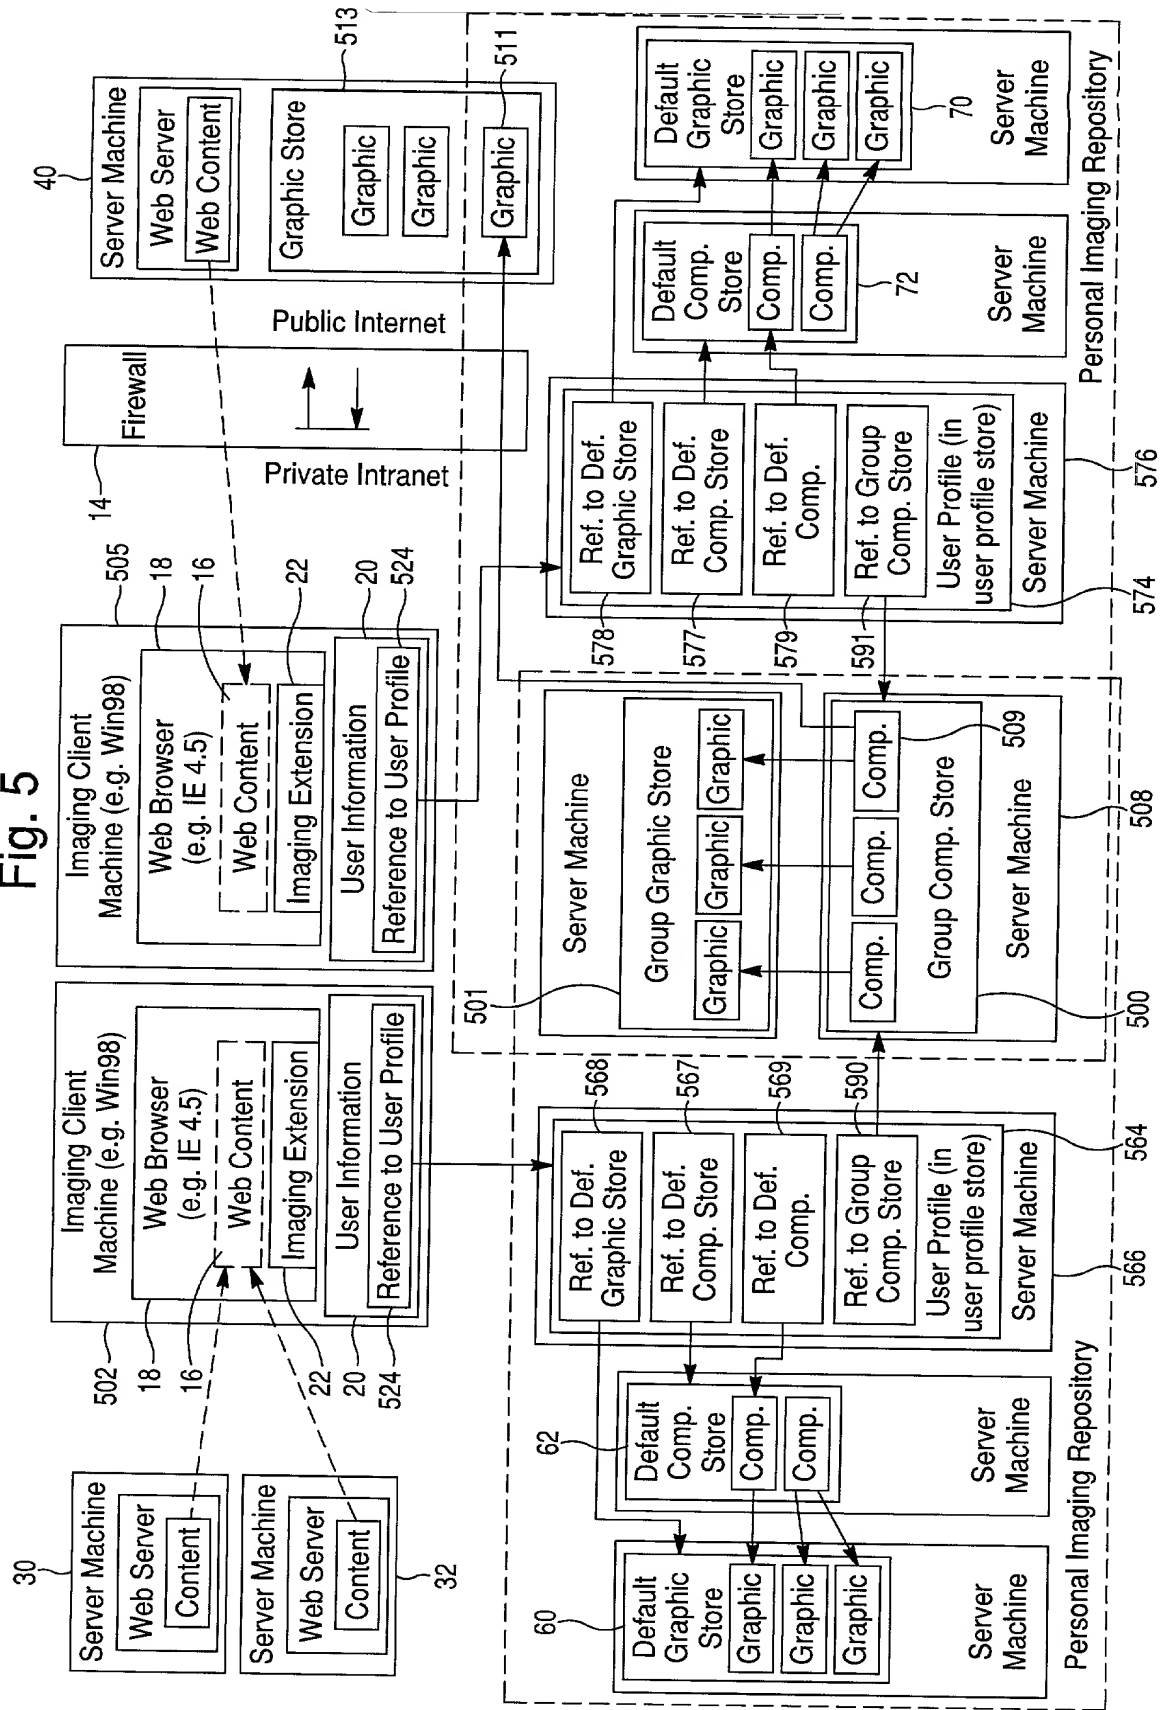 Fig. 5
30
Server Machine
Web Server
Content
Server Machine
Web Server
Content
32
502
18
16
22
20
524
Imaging Client
Machine (e.g. Win98)
Web Browser
(e.g. IE 4.5)
Web Content
Imaging Extension
User Information
Reference to User Profile
Imaging Client
Machine (e.g. Win98)
Web Browser
(e.g. IE 4.5)
Web Content
Imaging Extension
User Information
Reference to User Profile
505
18
16
22
20
524
14
Firewall
Private Intranet
Public Internet
40
Server Machine
Web Server
Web Content
Graphic Store
Graphic
Graphic
Graphic
513
511
60
Default
Graphic
Store
Graphic
Graphic
Graphic
Server
Machine
62
Default
Comp.
Store
Comp.
Comp.
Server
Machine
Personal Imaging Repository
Ref. to Def.
Graphic Store
Ref. to Def.
Comp. Store
Ref. to Def.
Comp.
Ref. to Group
Comp. Store
User Profile (in
user profile store)
Server Machine
568
567
569
590
564
566
501
Server Machine
Group Graphic Store
Graphic
Graphic
Graphic
Comp.
Comp.
Comp.
Group Comp. Store
Server Machine
509
500
508
578
577
579
591
Ref. to Def.
Graphic Store
Ref. to Def.
Comp. Store
Ref. to Def.
Comp.
Ref. to Group
Comp. Store
User Profile (in
user profile store)
Server Machine
574
576
Default
Comp.
Store
Comp.
Comp.
72
Server
Machine
Default
Graphic
Store
Graphic
Graphic
Graphic
70
Server
Machine
Personal Imaging Repository